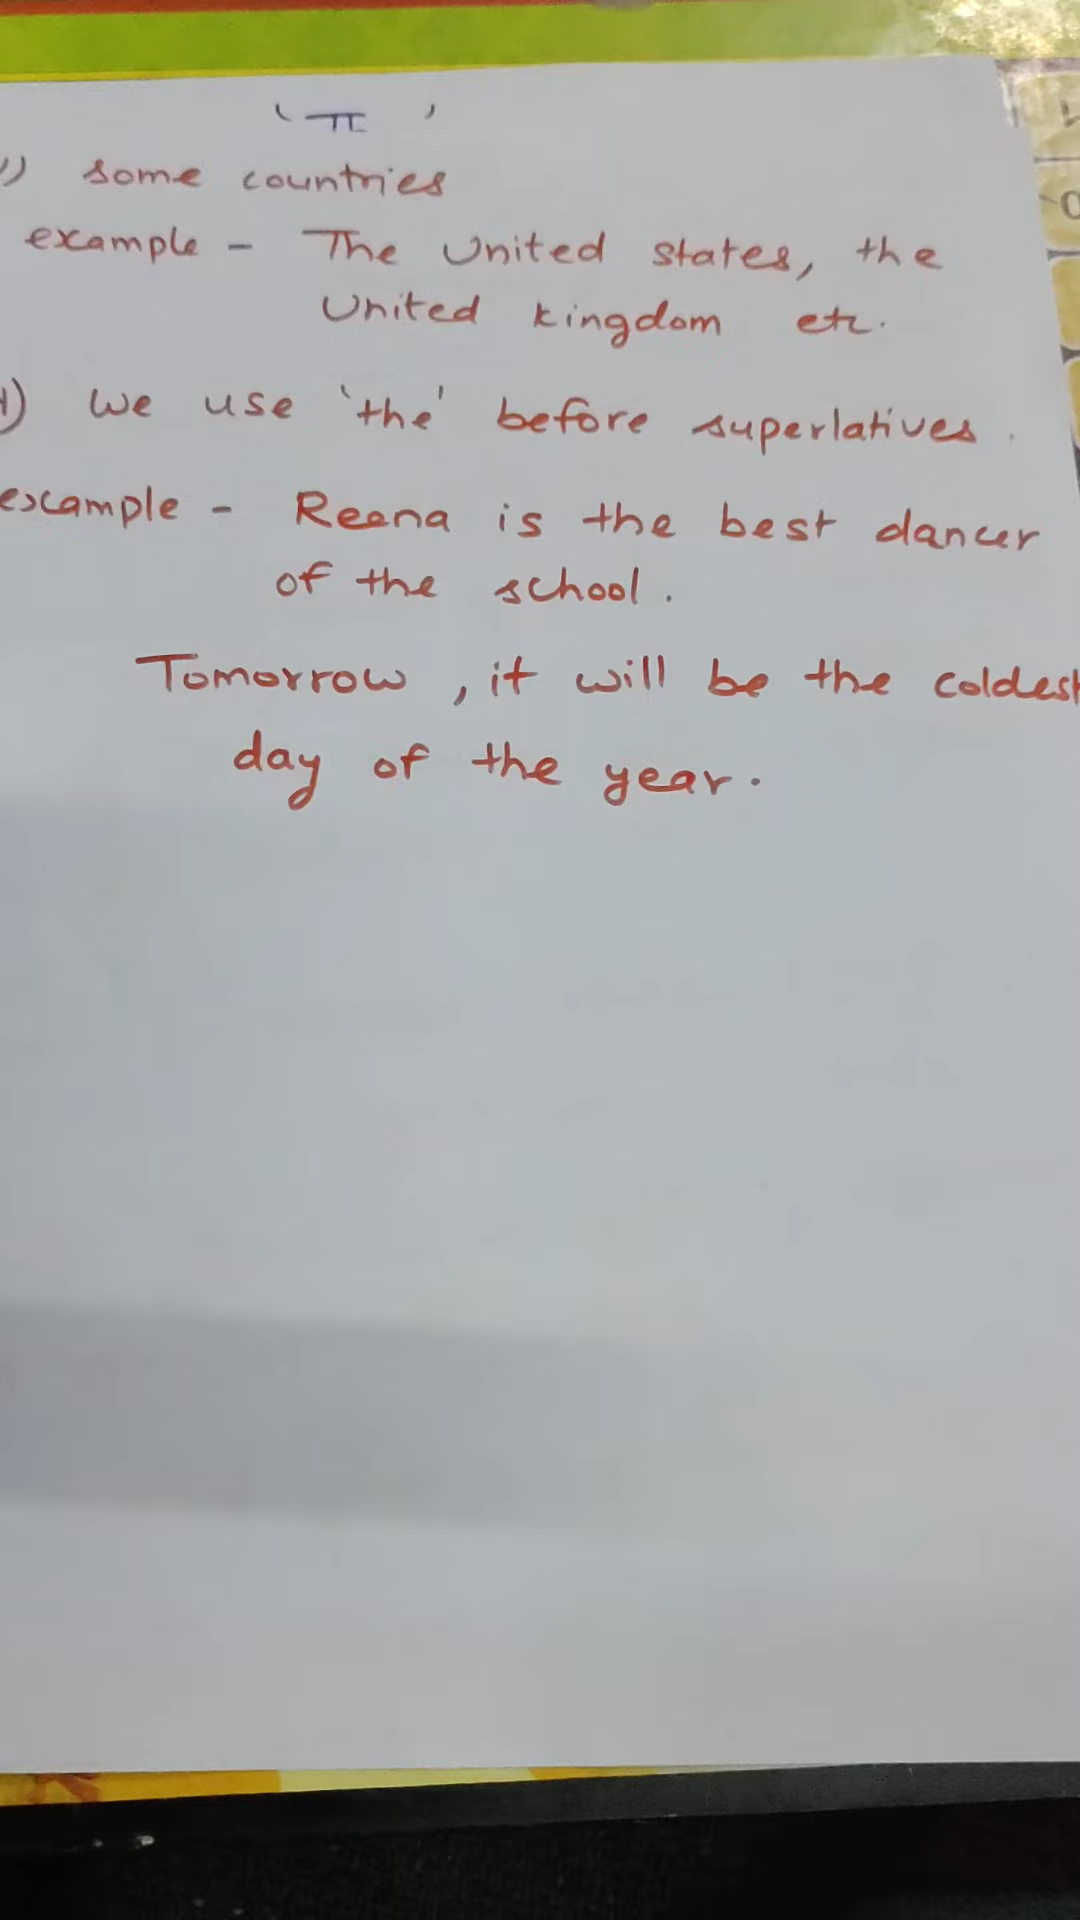 ' II '
) some countries
example - The United states, the
United kingdom etc.
) we use 'the' before superlatives.
example - Reena is the best dancer
of the school.
Tomorrow, it will be the coldest
day of the year.